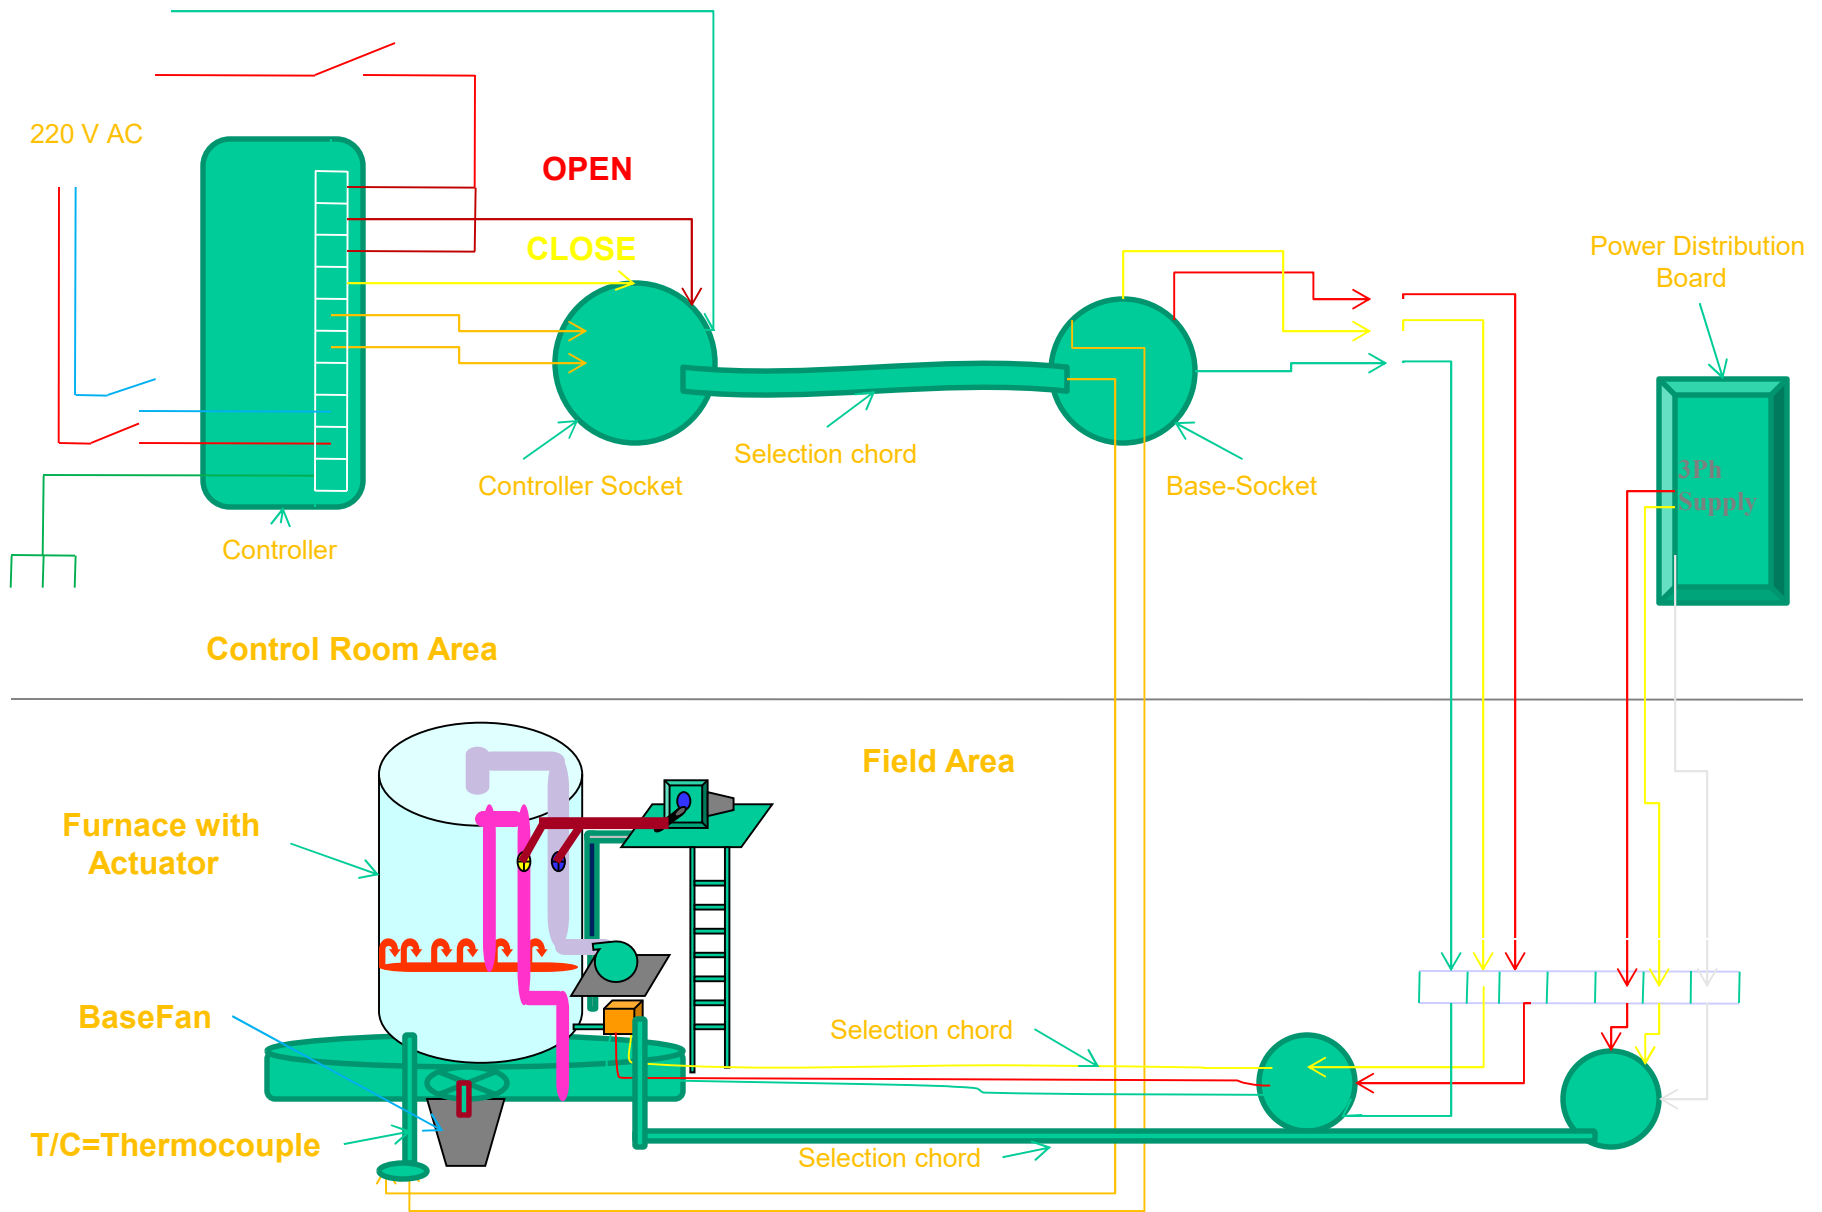 220 V AC
OPEN
CLOSE
Power Distribution
Board
Selection chord
Controller Socket
Base-Socket
3Ph
Supply
Controller
Control Room Area
Field Area
Furnace with
Actuator
BaseFan
Selection chord
T/C=Thermocouple
Selection chord